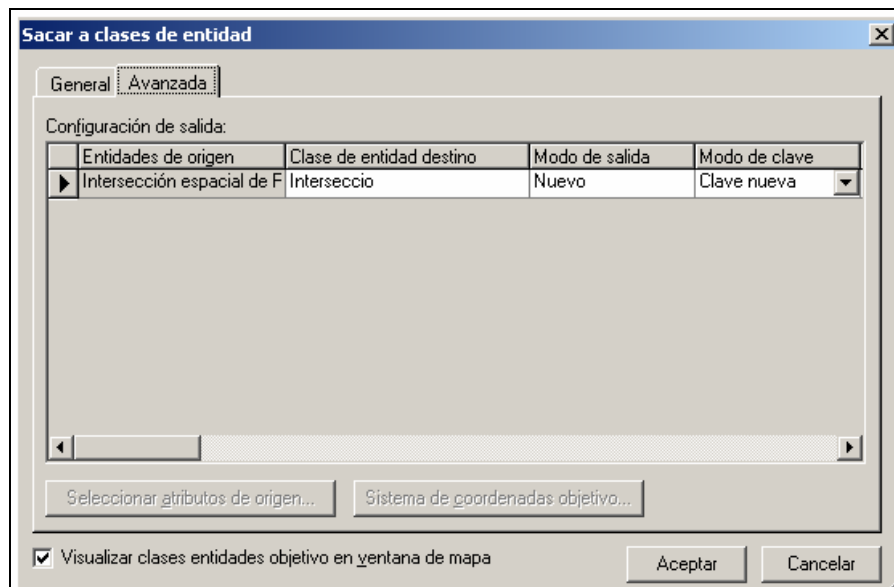 Sacar a clases de entidad
General Avanzada
Configuración de salida:
Entidades de origen Clase de entidad destino Modo de salida Modo de clave
Intersección espacial de F Interseccio Nuevo Clave nueva
Seleccionar atributos de origen... Sistema de coordenadas objetivo...
Visualizar clases entidades objetivo en ventana de mapa Aceptar Cancelar